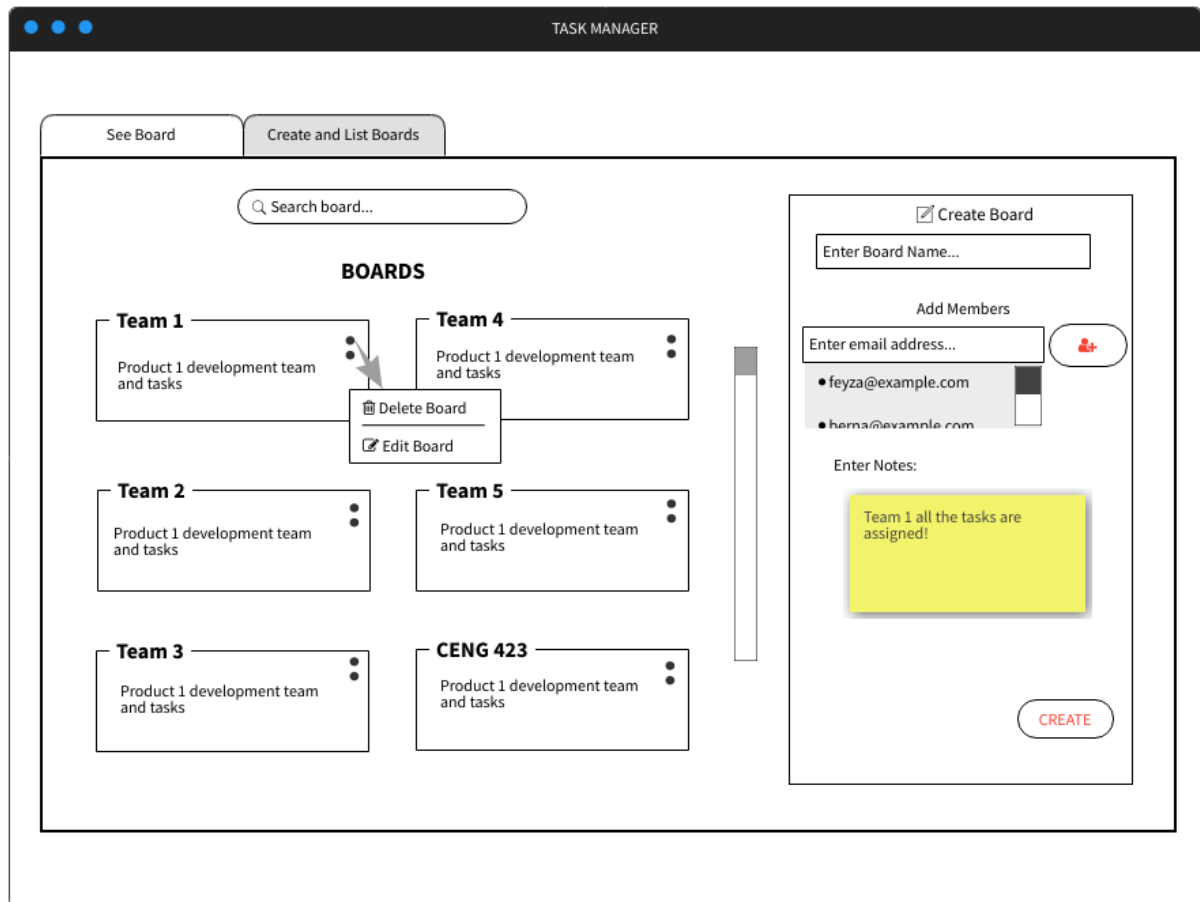 TASK MANAGER
See Board
Create and List Boards
Search board...
BOARDS
Team 1
Product 1 development team
and tasks
Team 4
Product 1 development team
and tasks
Delete Board
Edit Board
Team 2
Product 1 development team
and tasks
Team 5
Product 1 development team
and tasks
Team 3
Product 1 development team
and tasks
CENG 423
Product 1 development team
and tasks
Create Board
Enter Board Name...
Add Members
Enter email address...
feyza@example.com
berna@example.com
Enter Notes:
Team 1 all the tasks are
assigned!
CREATE